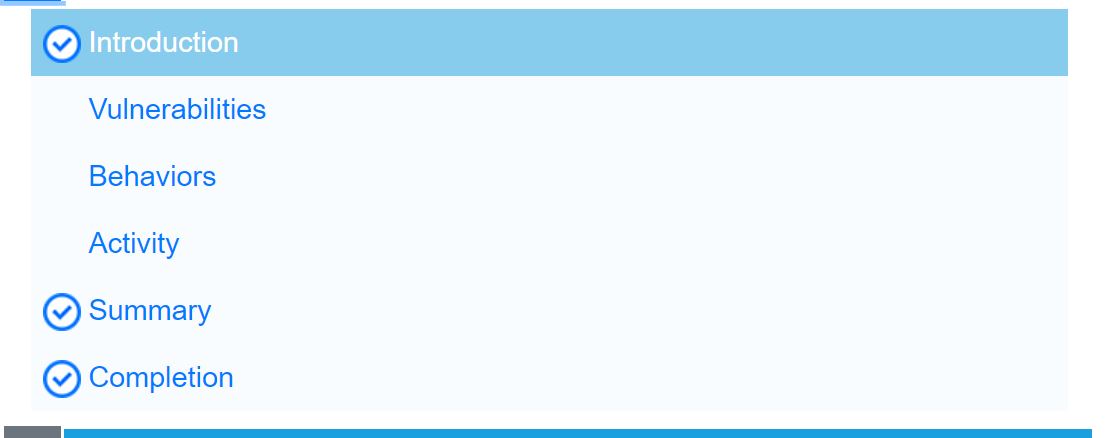 Introduction
Vulnerabilities
Behaviors
Activity
Summary
Completion